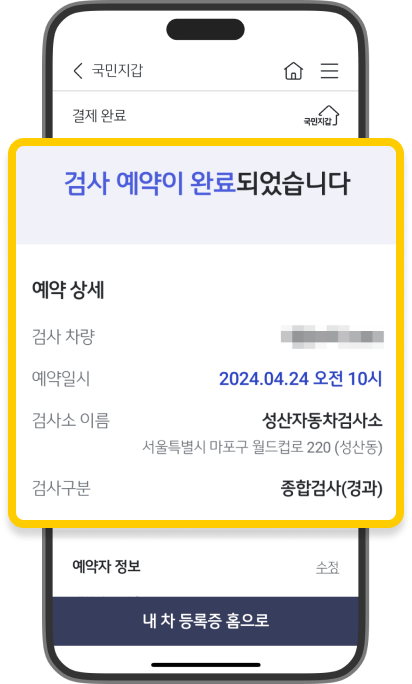 국민지갑
결제 완료
국민지갑
검사 예약이 완료되었습니다
예약 상세
검사 차량
예약일시 2024.04.24 오전 10시
검사소 이름 성산자동차검사소
서울특별시 마포구 월드컵로 220 (성산동)
검사구분 종합검사(경과)
예약자 정보 수정
내 차 등록증 홈으로